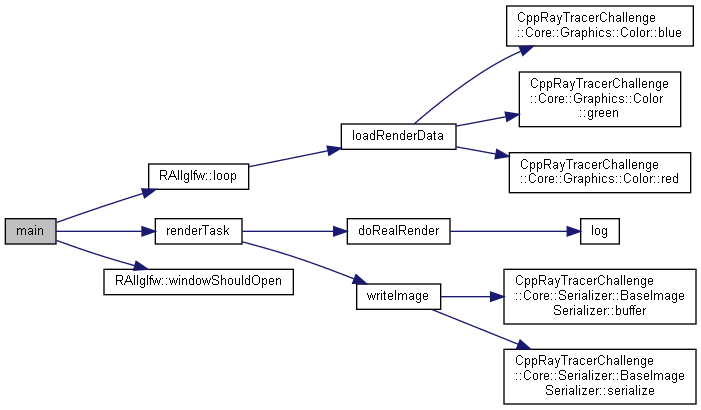 main
RAIIglfw::loop
renderTask
RAIIglfw::windowShouldOpen
loadRenderData
doRealRender
writeImage
CppRayTracerChallenge
::Core::Graphics::Color::blue
CppRayTracerChallenge
::Core::Graphics::Color
::green
CppRayTracerChallenge
::Core::Graphics::Color::red
log
CppRayTracerChallenge
::Core::Serializer::BaseImage
Serializer::buffer
CppRayTracerChallenge
::Core::Serializer::BaseImage
Serializer::serialize